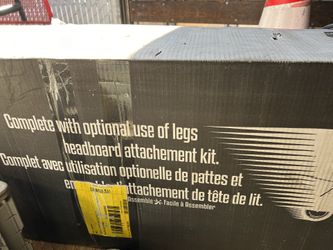 Complete with optional use of legs
headboard attachement kit.
Complet avec utilisation optionelle de pattes et
d'attachement de tête de lit.
Assemble Facile à Assembler